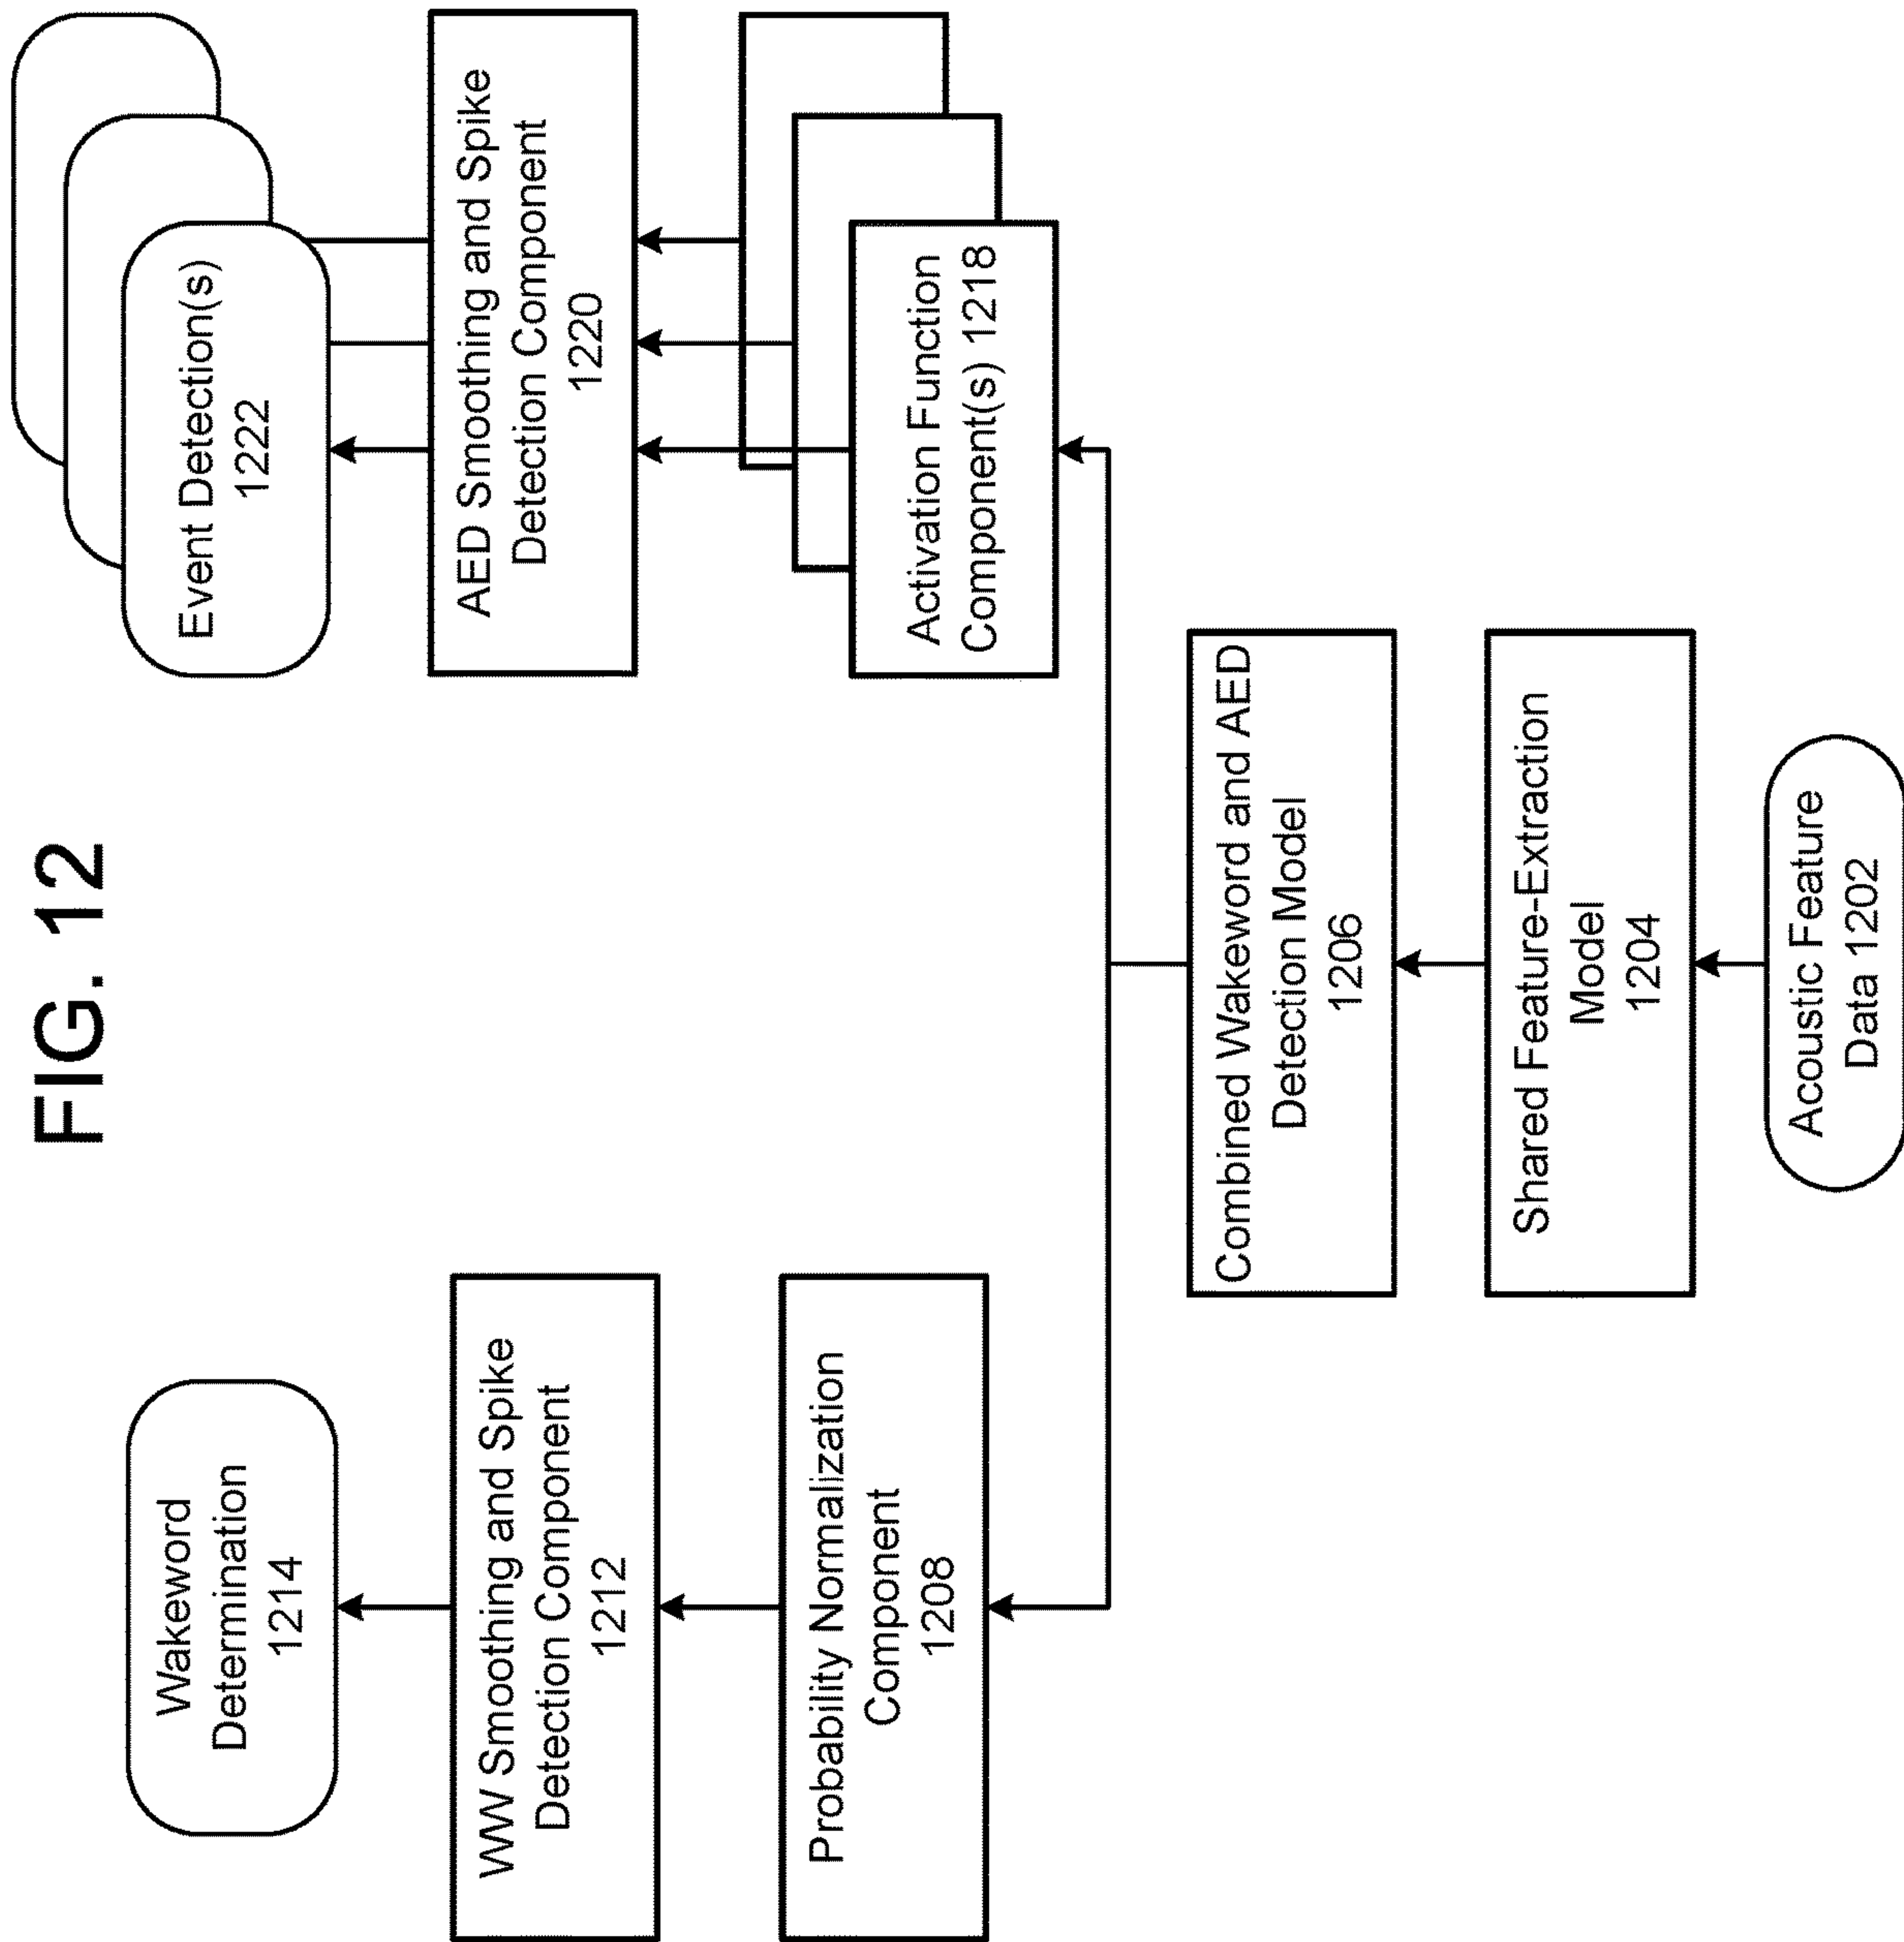 FIG. 12
Wakeword
Determination
1214
WW Smoothing and Spike
Detection Component
1212
Probability Normalization
Component
1208
Event Detection(s)
1222
AED Smoothing and Spike
Detection Component
1220
Activation Function
Component(s) 1218
Combined Wakeword and AED
Detection Model
1206
Shared Feature-Extraction
Model
1204
Acoustic Feature
Data 1202